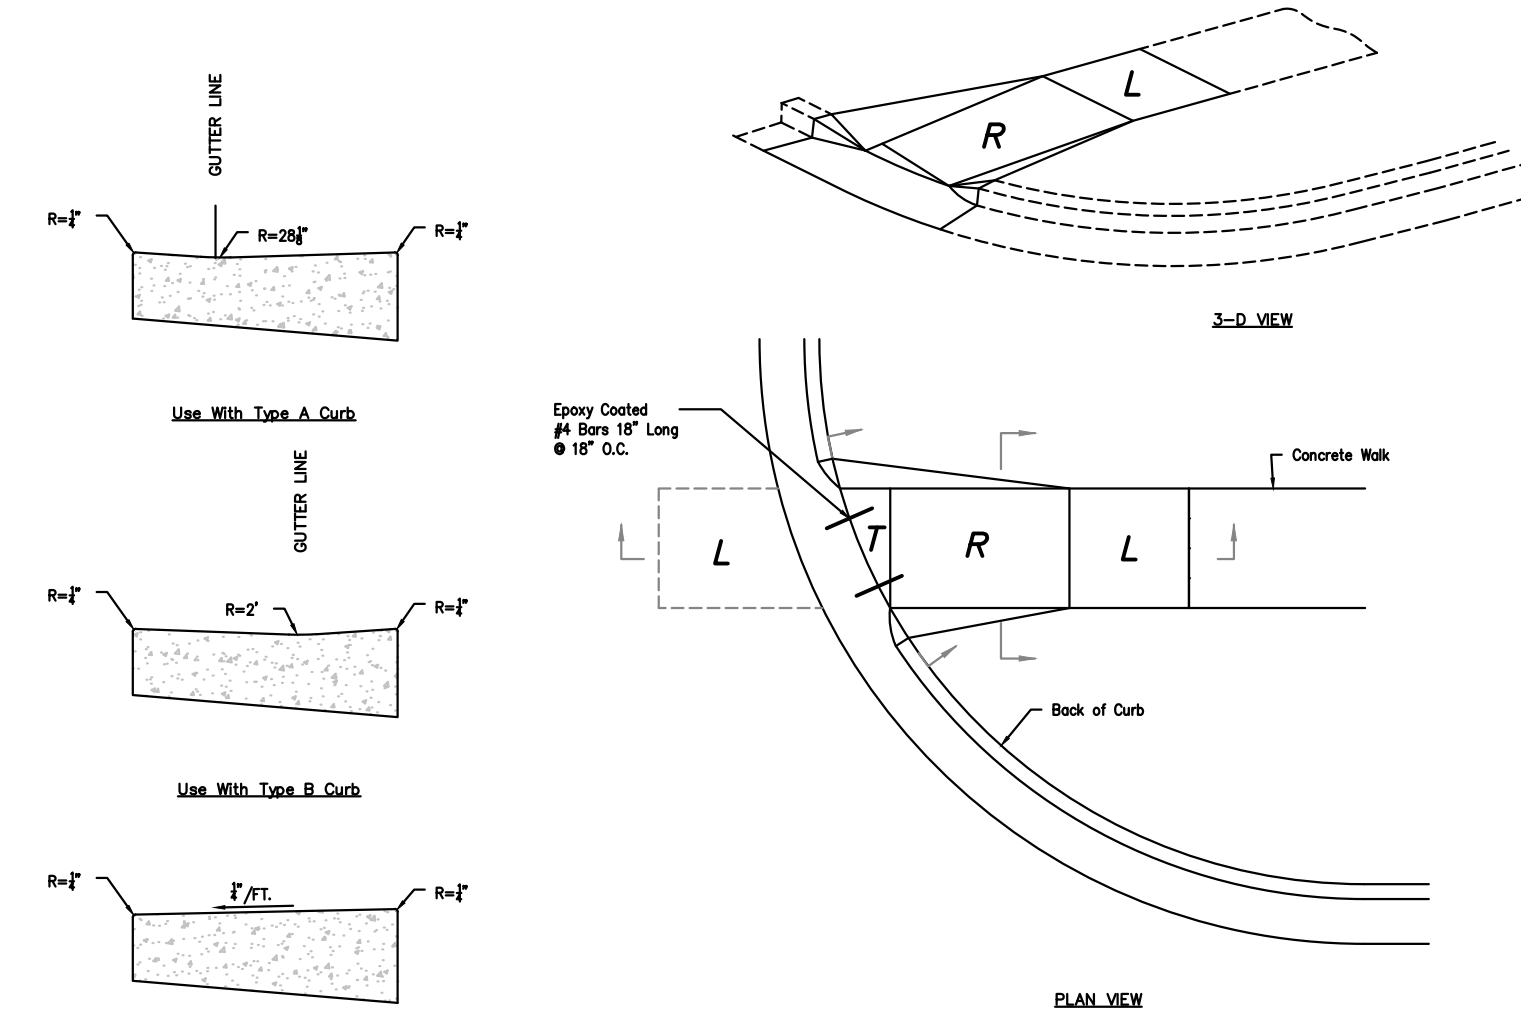 GUTTER LINE
R=1/4"
R=28 1/8"
R=1/4"
Use With Type A Curb
GUTTER LINE
R=1/4"
R=2'
R=1/4"
Use With Type B Curb
R=1/4"
1/4"/FT.
R=1/4"
L
R
3-D VIEW
Epoxy Coated
#4 Bars 18" Long
@ 18" O.C.
Concrete Walk
L
T
R
L
Back of Curb
PLAN VIEW